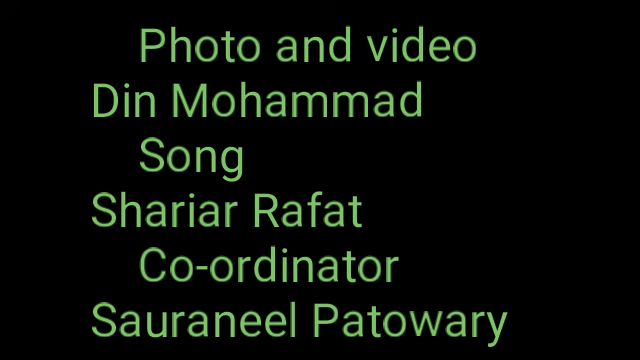 Photo and video
Din Mohammad
Song
Shariar Rafat
Co-ordinator
Sauraneel Patowary